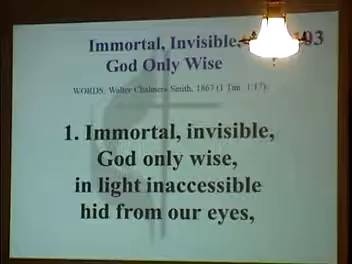 Immortal, Invisible, 03
God Only Wise
WORDS: Walter Chalmers Smith, 1867 (1 Tim. 1:17)
1. Immortal, invisible,
God only wise,
in light inaccessible
hid from our eyes,